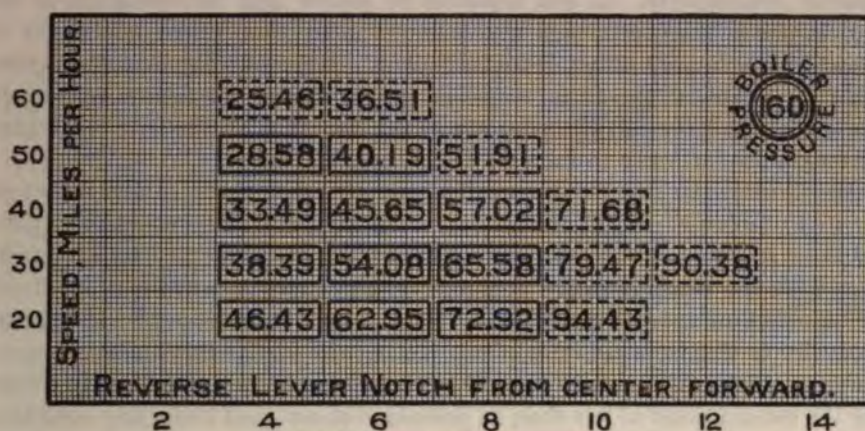 SPEED, MILES PER HOUR.
BOILER PRESSURE
160
60 25.46 36.51
50 28.58 40.19 51.91
40 33.49 45.65 57.02 71.68
30 38.39 54.08 65.58 79.47 90.38
20 46.43 62.95 72.92 94.43
REVERSE LEVER NOTCH FROM CENTER FORWARD.
2 4 6 8 10 12 14